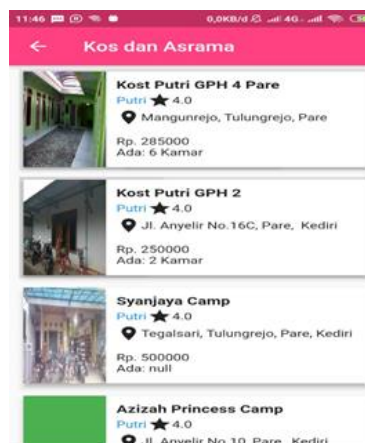 11:46
0,0KB/d 4G
Kos dan Asrama
Kost Putri GPH 4 Pare
Putri ★ 4.0
Mangunrejo, Tulungrejo, Pare
Rp. 285000
Ada: 6 Kamar
Kost Putri GPH 2
Putri ★ 4.0
Jl. Anyelir No.16C, Pare, Kediri
Rp. 250000
Ada: 2 Kamar
Syanjaya Camp
Putri ★ 4.0
Tegalsari, Tulungrejo, Pare, Kediri
Rp. 500000
Ada: null
Azizah Princess Camp
Putri ★ 4.0
Jl. Anyelir No.10, Pare, Kediri